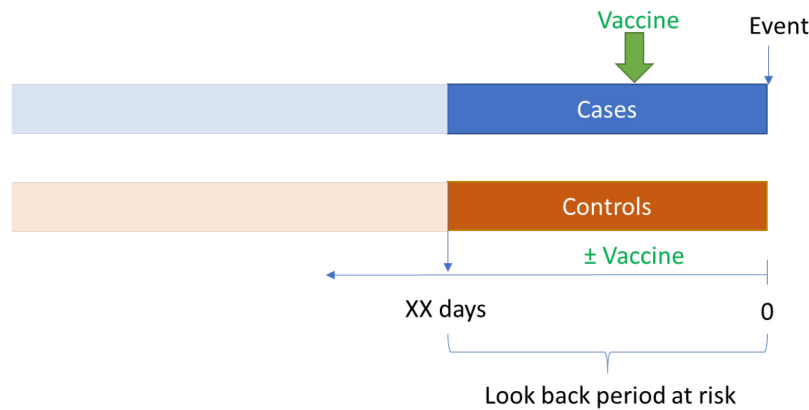 Vaccine
Event
Cases
Controls
± Vaccine
XX days
0
Look back period at risk